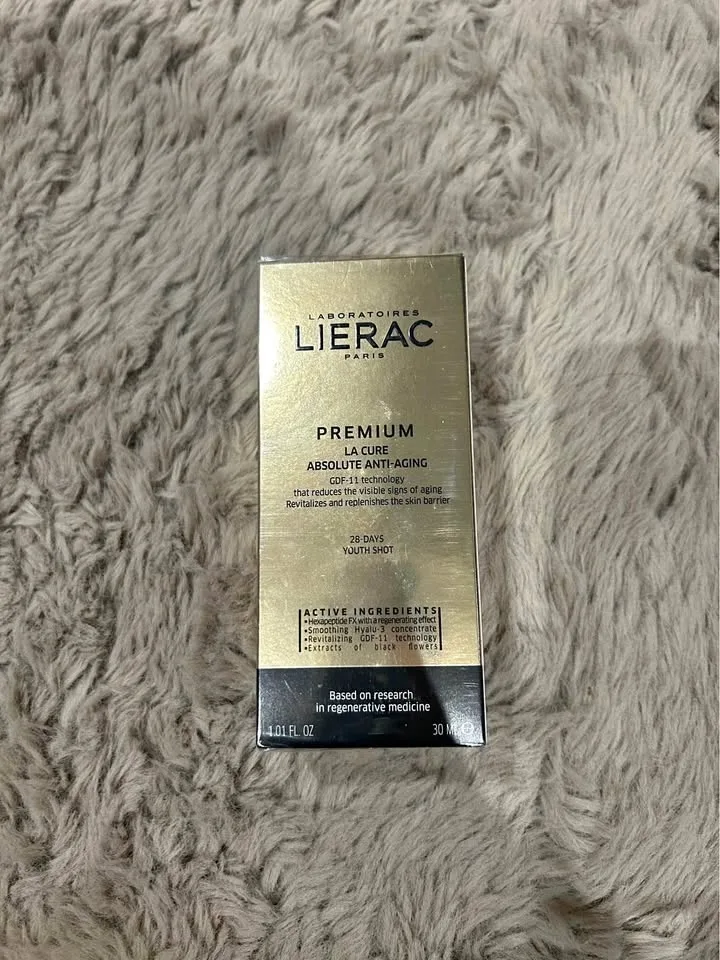 LABORATOIRES
LIERAC
PARIS
PREMIUM
LA CURE
ABSOLUTE ANTI-AGING
GDF-11 technology
that reduces the visible signs of aging
Revitalizes and replenishes the skin barrier
28-DAYS
YOUTH SHOT
ACTIVE INGREDIENTS
•Hexapeptide FX with a regenerating effect
•Smoothing Hyalu-3 concentrate
•Revitalizing GDF-11 technology
•Extracts of black flowers
Based on research
in regenerative medicine
1.01 FL. OZ 30 ML e